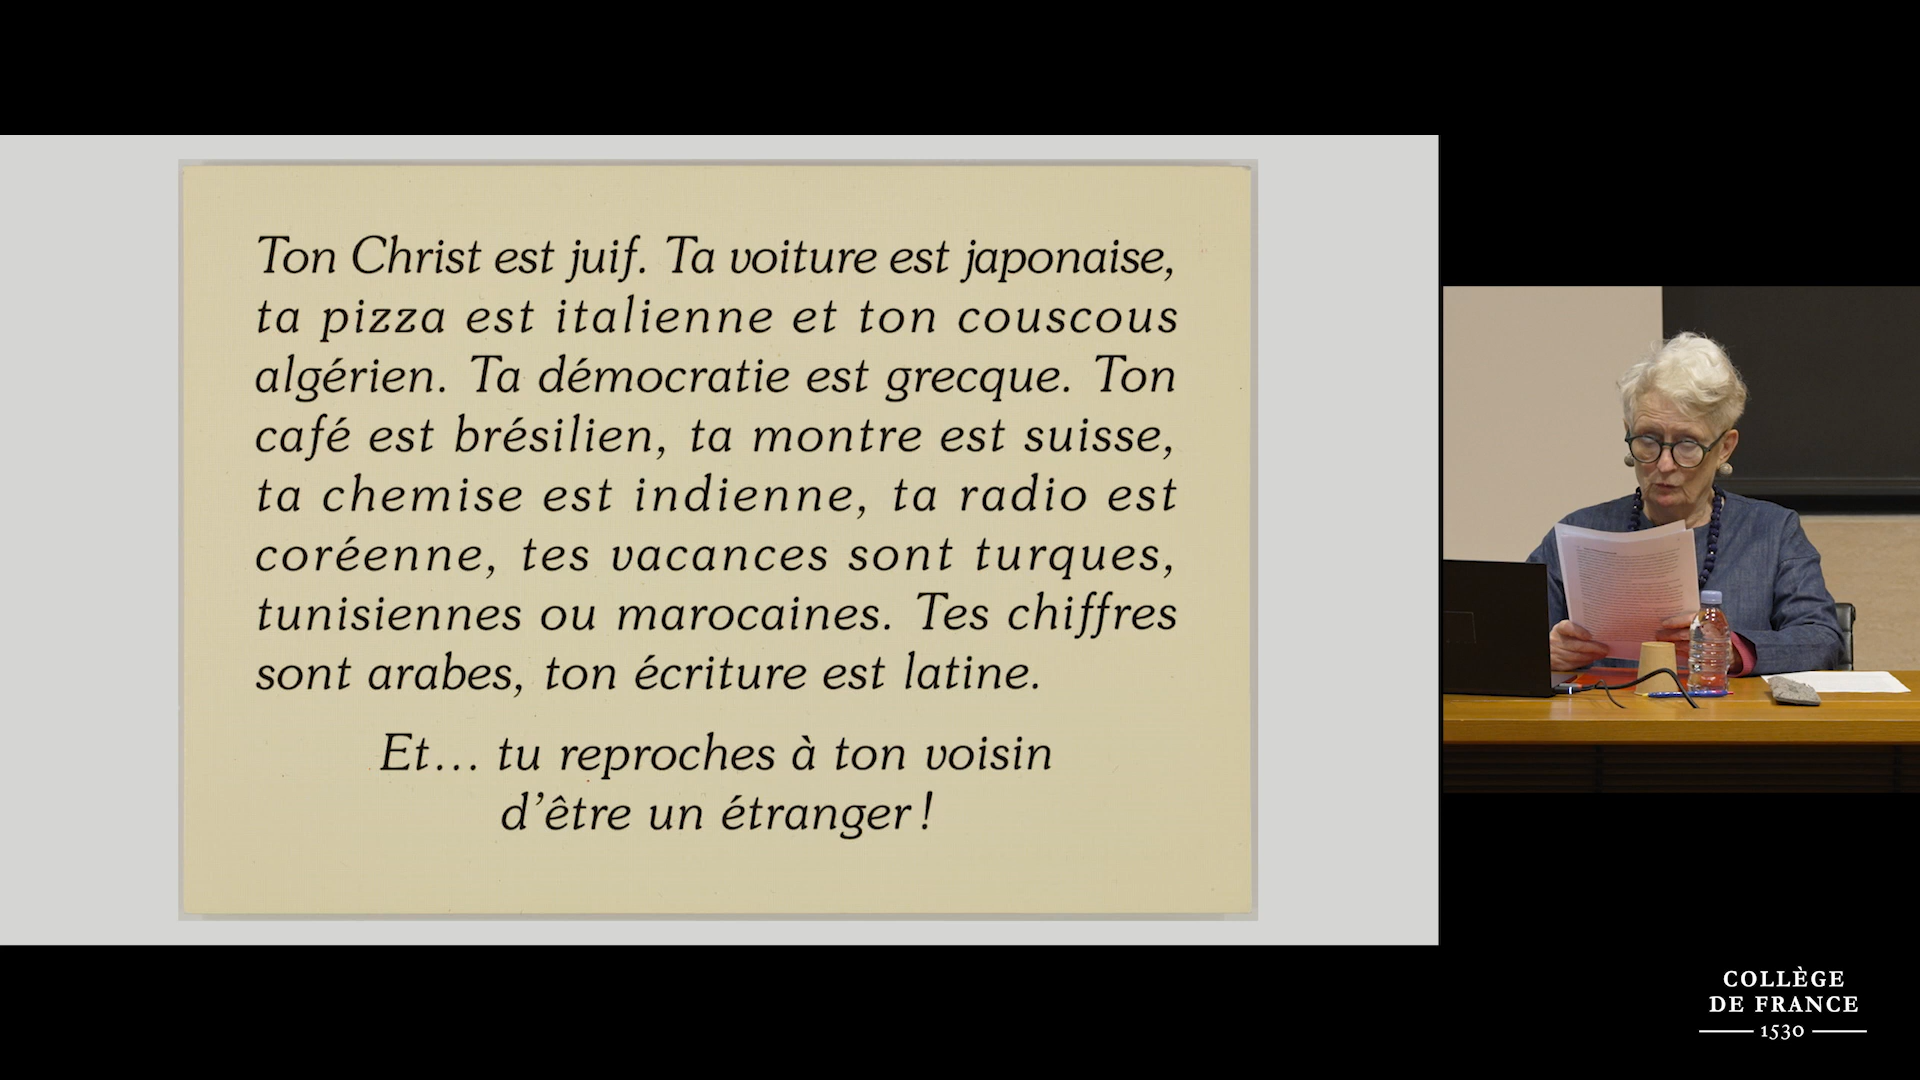 Ton Christ est juif. Ta voiture est japonaise,
ta pizza est italienne et ton couscous
algérien. Ta démocratie est grecque. Ton
café est brésilien, ta montre est suisse,
ta chemise est indienne, ta radio est
coréenne, tes vacances sont turques,
tunisiennes ou marocaines. Tes chiffres
sont arabes, ton écriture est latine.
Et… tu reproches à ton voisin
d’être un étranger !
COLLÈGE
DE FRANCE
1530